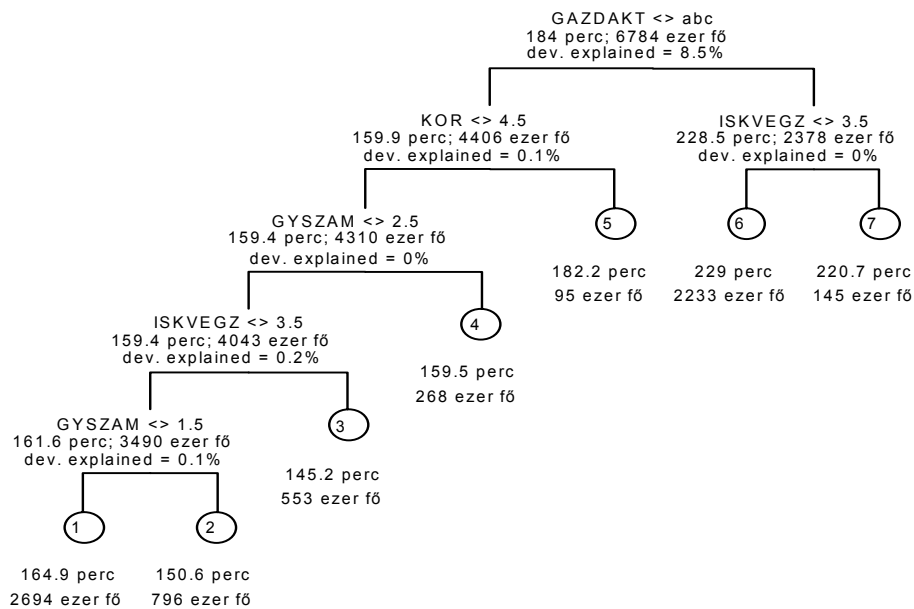 GAZDAKT <> abc
184 perc; 6784 ezer fő
dev. explained = 8.5%
KOR <> 4.5
159.9 perc; 4406 ezer fő
dev. explained = 0.1%
ISKVEGZ <> 3.5
228.5 perc; 2378 ezer fő
dev. explained = 0%
GYSZAM <> 2.5
159.4 perc; 4310 ezer fő
dev. explained = 0%
5
182.2 perc
95 ezer fő
6
229 perc
2233 ezer fő
7
220.7 perc
145 ezer fő
ISKVEGZ <> 3.5
159.4 perc; 4043 ezer fő
dev. explained = 0.2%
4
159.5 perc
268 ezer fő
GYSZAM <> 1.5
161.6 perc; 3490 ezer fő
dev. explained = 0.1%
3
145.2 perc
553 ezer fő
1
164.9 perc
2694 ezer fő
2
150.6 perc
796 ezer fő